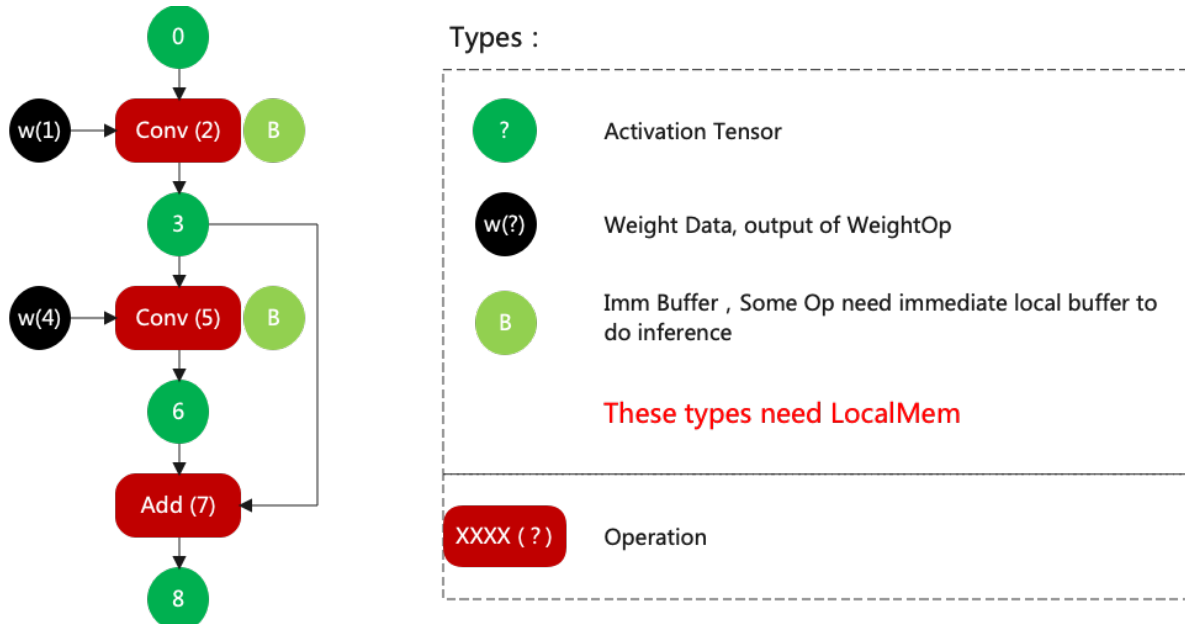 0
w(1)
Conv (2)
B
3
w(4)
Conv (5)
B
6
Add (7)
8
Types :
?
Activation Tensor
w(?)
Weight Data, output of WeightOp
B
Imm Buffer , Some Op need immediate local buffer to
do inference
These types need LocalMem
XXXX ( ? )
Operation